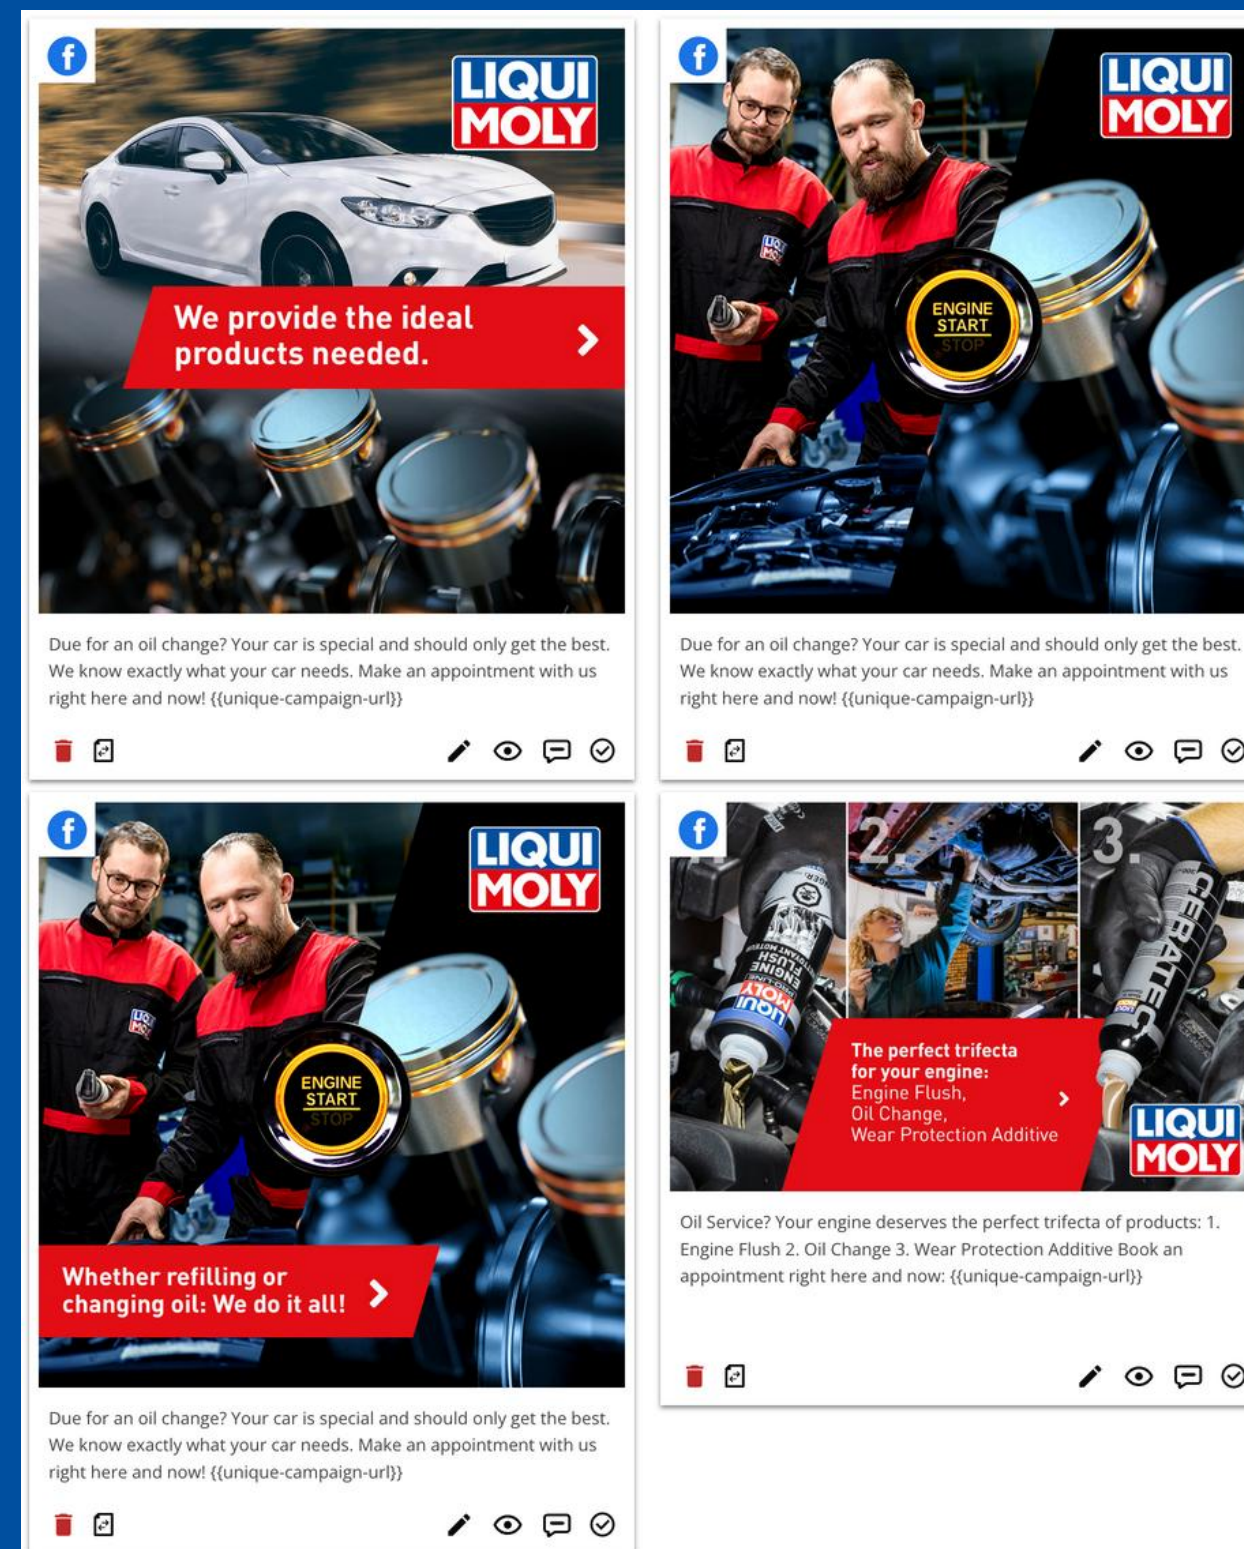 LIQUI
MOLY
We provide the ideal
products needed.
Due for an oil change? Your car is special and should only get the best.
We know exactly what your car needs. Make an appointment with us
right here and now! {{unique-campaign-url}}
LIQUI
MOLY
LIQUI
MOLY
ENGINE
START
STOP
Due for an oil change? Your car is special and should only get the best.
We know exactly what your car needs. Make an appointment with us
right here and now! {{unique-campaign-url}}
LIQUI
MOLY
LIQUI
MOLY
ENGINE
START
STOP
Whether refilling or
changing oil: We do it all!
Due for an oil change? Your car is special and should only get the best.
We know exactly what your car needs. Make an appointment with us
right here and now! {{unique-campaign-url}}
2.
3.
LIQUI
MOLY
PRO-LINE
ENGINE
FLUSH
CERATEC
The perfect trifecta
for your engine:
Engine Flush,
Oil Change,
Wear Protection Additive
LIQUI
MOLY
Oil Service? Your engine deserves the perfect trifecta of products: 1.
Engine Flush 2. Oil Change 3. Wear Protection Additive Book an
appointment right here and now: {{unique-campaign-url}}